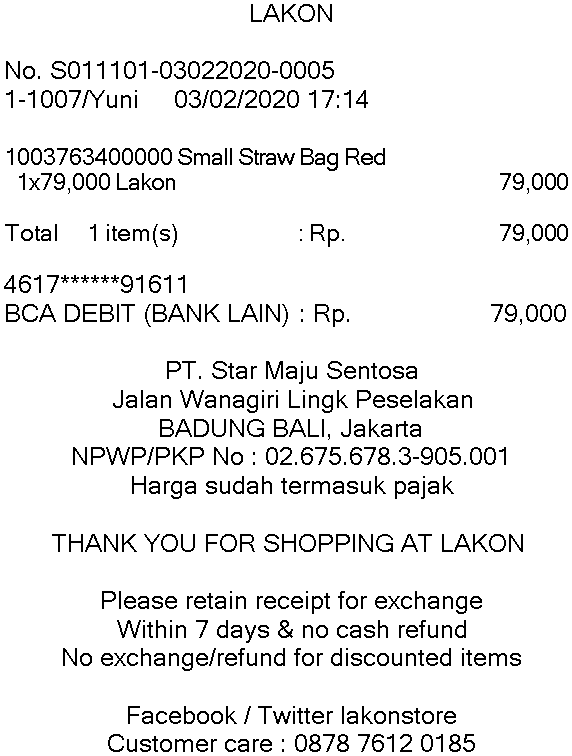 LAKON
No. S011101-03022020-0005
1-1007/Yuni 03/02/2020 17:14
1003763400000 Small Straw Bag Red
1x79,000 Lakon 79,000
Total 1 item(s) : Rp. 79,000
4617******91611
BCA DEBIT (BANK LAIN) : Rp. 79,000
PT. Star Maju Sentosa
Jalan Wanagiri Lingk Peselakan
BADUNG BALI, Jakarta
NPWP/PKP No : 02.675.678.3-905.001
Harga sudah termasuk pajak
THANK YOU FOR SHOPPING AT LAKON
Please retain receipt for exchange
Within 7 days & no cash refund
No exchange/refund for discounted items
Facebook / Twitter lakonstore
Customer care : 0878 7612 0185